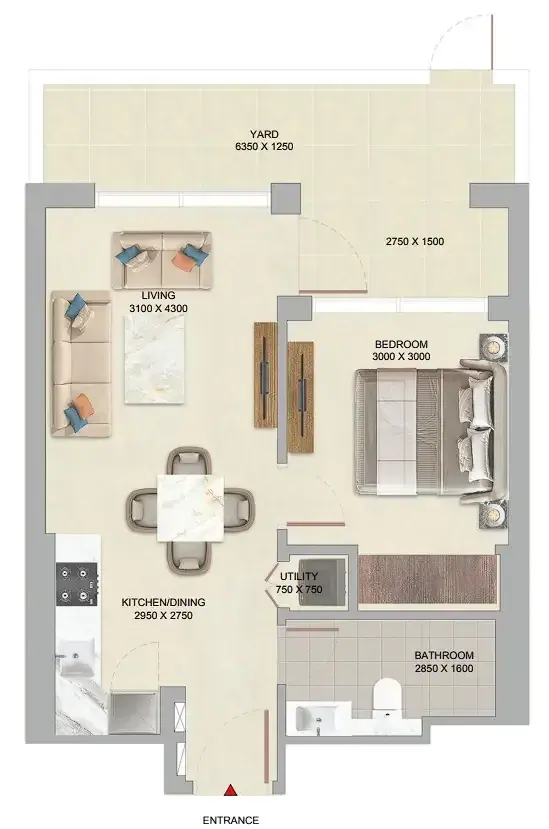 YARD
6350 X 1250
2750 X 1500
LIVING
3100 X 4300
BEDROOM
3000 X 3000
UTILITY
750 X 750
KITCHEN/DINING
2950 X 2750
BATHROOM
2850 X 1600
ENTRANCE